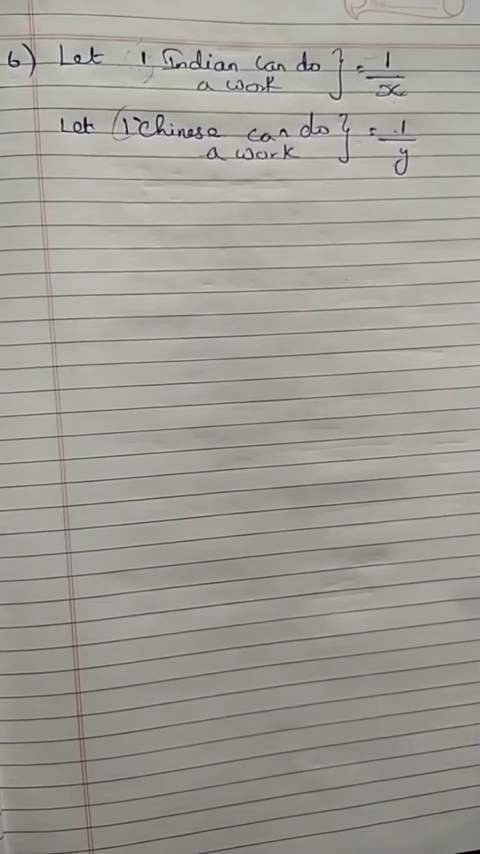 6) Let 1 Indian can do } = 1/x
a work
Let (1) Chinese can do } = 1/y
a work